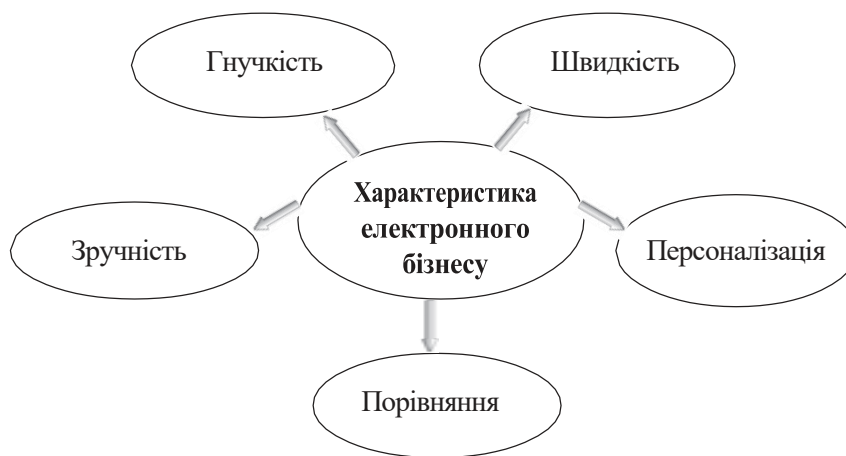 Гнучкість
Швидкість
Характеристика
електронного
бізнесу
Зручність
Персоналізація
Порівняння